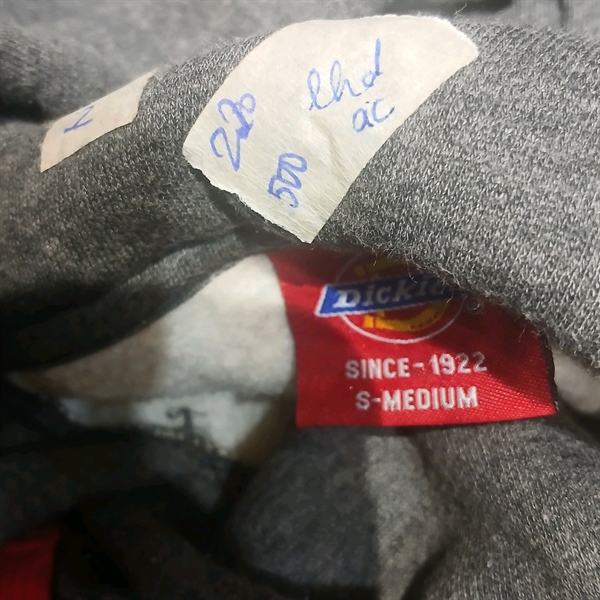 220
500
lhd
ac
Dickies
SINCE-1922
S-MEDIUM